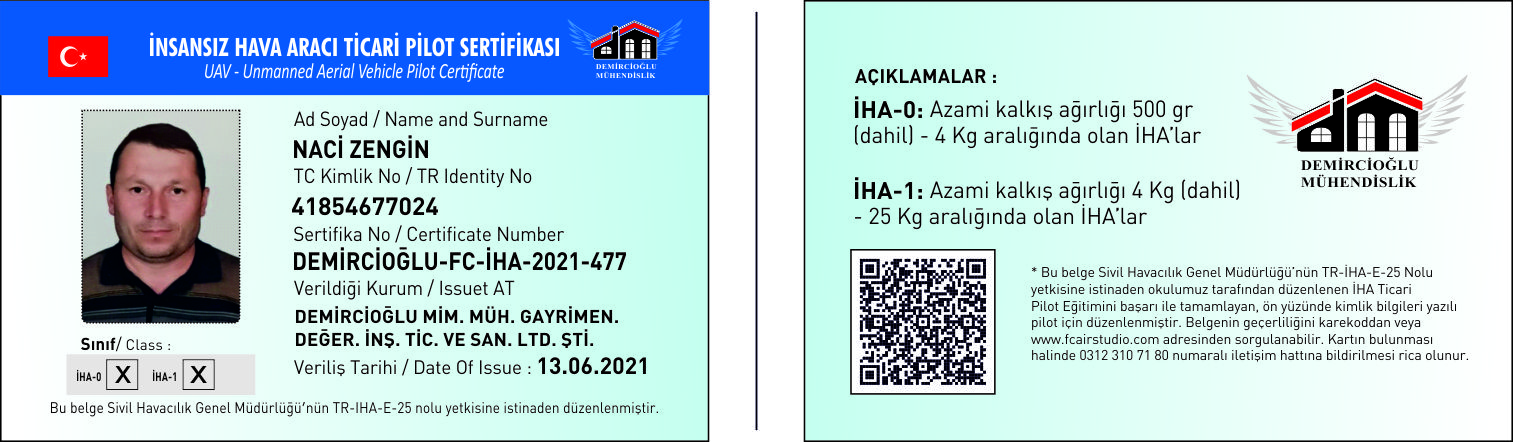 İNSANSIZ HAVA ARACI TİCARİ PİLOT SERTİFİKASI
UAV - Unmanned Aerial Vehicle Pilot Certificate
DEMİRCİOĞLU
MÜHENDİSLİK
Ad Soyad / Name and Surname
NACİ ZENGİN
TC Kimlik No / TR Identity No
41854677024
Sertifika No / Certificate Number
DEMİRCİOĞLU-FC-İHA-2021-477
Verildiği Kurum / Issuet AT
DEMİRCİOĞLU MİM. MÜH. GAYRİMEN.
DEĞER. İNŞ. TİC. VE SAN. LTD. ŞTİ.
Veriliş Tarihi / Date Of Issue : 13.06.2021
Sınıf/ Class :
İHA-0 X İHA-1 X
Bu belge Sivil Havacılık Genel Müdürlüğü'nün TR-IHA-E-25 nolu yetkisine istinaden düzenlenmiştir.
AÇIKLAMALAR :
İHA-0: Azami kalkış ağırlığı 500 gr
(dahil) - 4 Kg aralığında olan İHA'lar
İHA-1: Azami kalkış ağırlığı 4 Kg (dahil)
- 25 Kg aralığında olan İHA'lar
DEMİRCİOĞLU
MÜHENDİSLİK
* Bu belge Sivil Havacılık Genel Müdürlüğü'nün TR-İHA-E-25 Nolu
yetkisine istinaden okulumuz tarafından düzenlenen İHA Ticari
Pilot Eğitimini başarı ile tamamlayan, ön yüzünde kimlik bilgileri yazılı
pilot için düzenlenmiştir. Belgenin geçerliliğini karekoddan veya
www.fcairstudio.com adresinden sorgulanabilir. Kartın bulunması
halinde 0312 310 71 80 numaralı iletişim hattına bildirilmesi rica olunur.